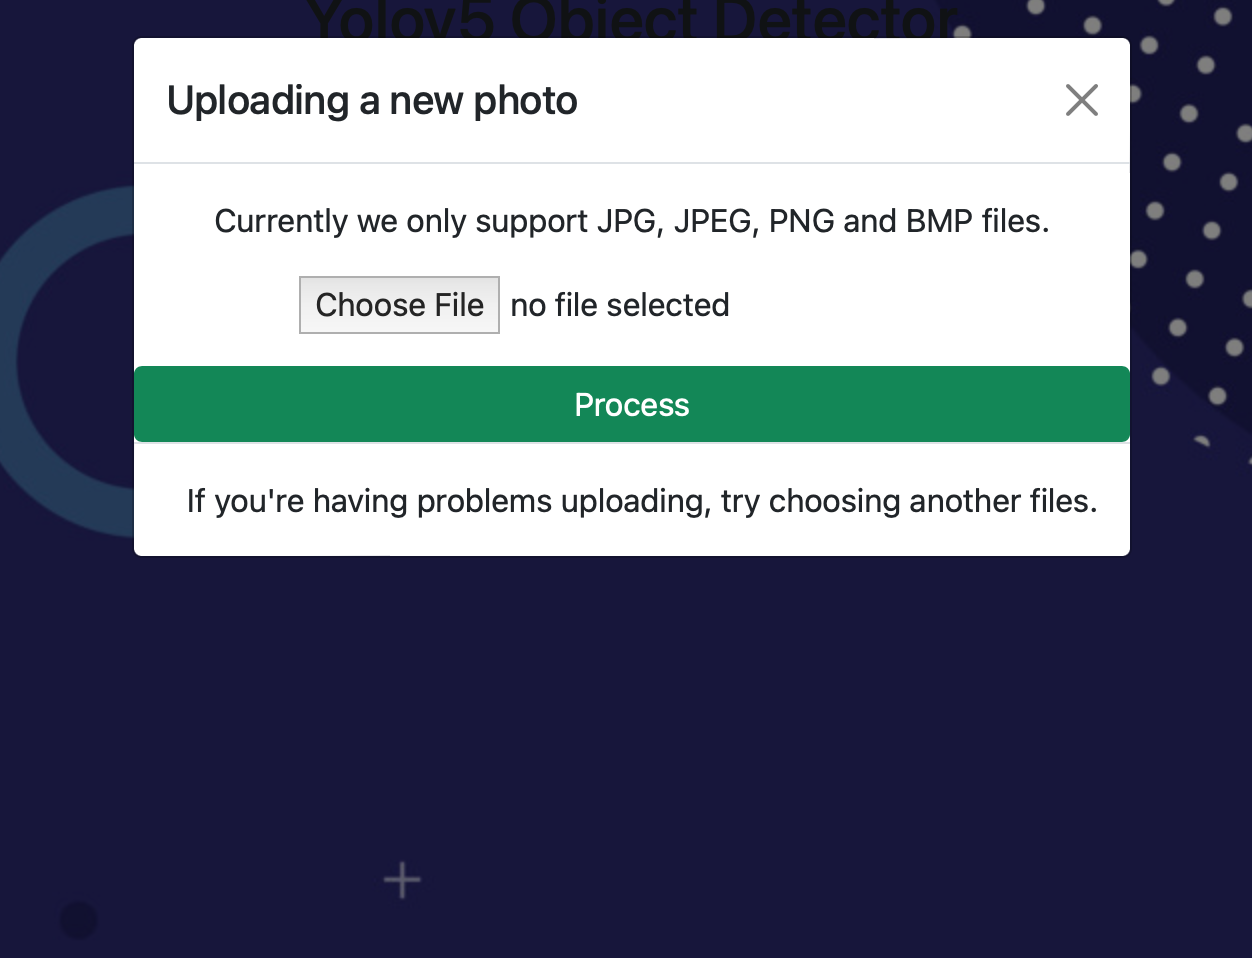 Yolov5 Object Detector
Uploading a new photo
Currently we only support JPG, JPEG, PNG and BMP files.
Choose File no file selected
Process
If you're having problems uploading, try choosing another files.